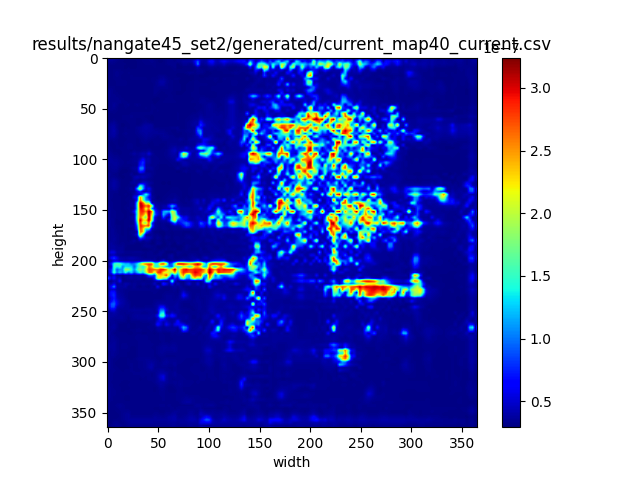 results/nangate45_set2/generated/current_map40_current.csv
1e−7
0
50
100
150
200
250
300
350
height
0 50 100 150 200 250 300 350
width
3.0
2.5
2.0
1.5
1.0
0.5